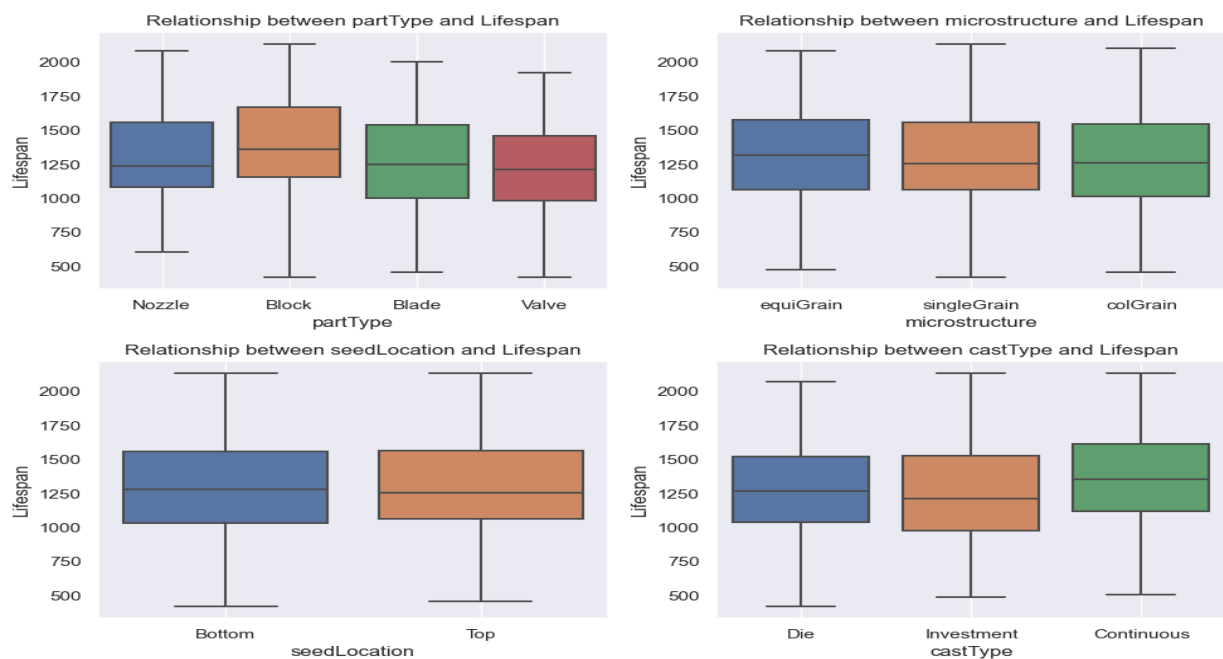 Relationship between partType and Lifespan
Lifespan
2000
1750
1500
1250
1000
750
500
Nozzle Block Blade Valve
partType
Relationship between microstructure and Lifespan
Lifespan
2000
1750
1500
1250
1000
750
500
equiGrain singleGrain colGrain
microstructure
Relationship between seedLocation and Lifespan
Lifespan
2000
1750
1500
1250
1000
750
500
Bottom Top
seedLocation
Relationship between castType and Lifespan
Lifespan
2000
1750
1500
1250
1000
750
500
Die Investment Continuous
castType